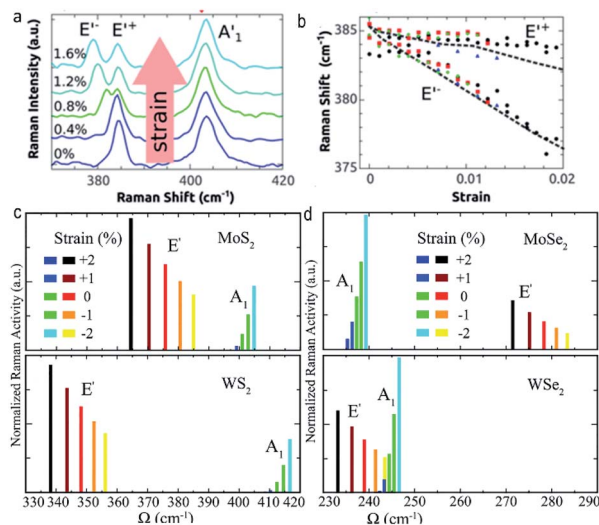 a
E'- E'+ A'1
1.6%
1.2%
0.8%
0.4%
0%
strain
Raman Intensity (a.u.)
380 400 420
Raman Shift (cm-1)
b
385
380
375
Raman Shift (cm-1)
E'+
E'-
0 0.01 0.02
Strain
c
Strain (%)
+2
+1
0
-1
-2
MoS2
E'
A1
Normalized Raman Activity (a.u.)
WS2
E'
A1
330 340 350 360 370 380 390 400 410
Ω (cm-1)
d
Strain (%)
+2
+1
0
-1
-2
MoSe2
A1
E'
Normalized Raman Activity (a.u.)
WSe2
E'
A1
230 240 250 260 270 280 290
Ω (cm-1)